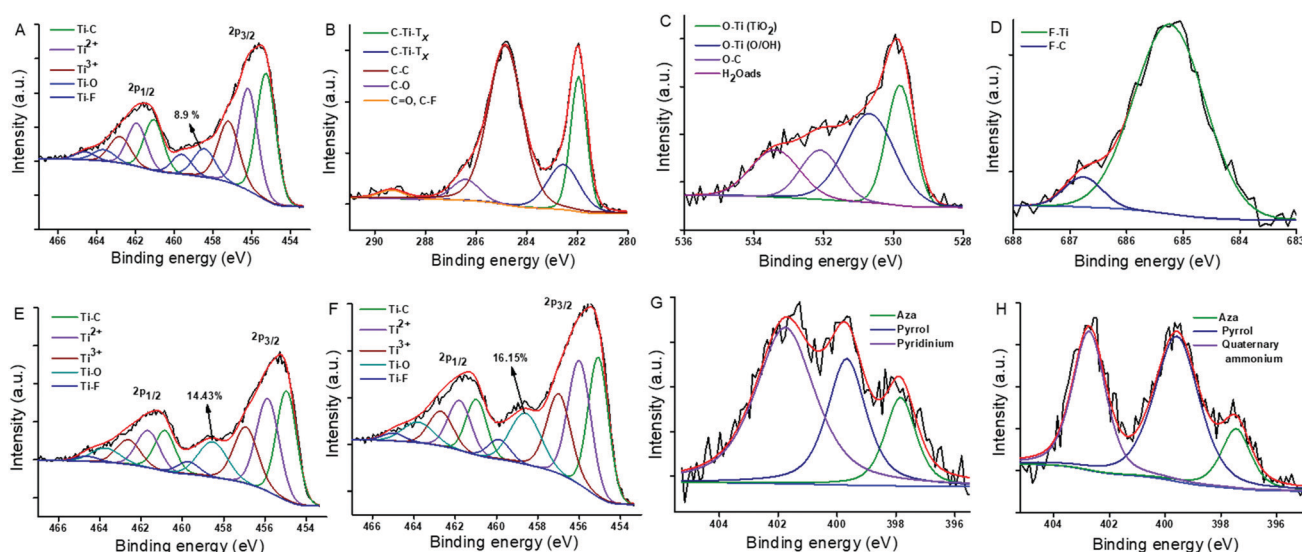 A
Ti-C
Ti2+
Ti3+
Ti-O
Ti-F
2p1/2
8.9 %
2p3/2
Intensity (a.u.)
466 464 462 460 458 456 454
Binding energy (eV)
B
C-Ti-Tx
C-Ti-Tx
C-C
C-O
C=O, C-F
Intensity (a.u.)
290 288 286 284 282 280
Binding energy (eV)
C
O-Ti (TiO2)
O-Ti (O/OH)
O-C
H2Oads
Intensity (a.u.)
536 534 532 530 528
Binding energy (eV)
D
F-Ti
F-C
Intensity (a.u.)
688 687 686 685 684 683
Binding energy (eV)
E
Ti-C
Ti2+
Ti3+
Ti-O
Ti-F
2p1/2
14.43%
2p3/2
Intensity (a.u.)
466 464 462 460 458 456 454
Binding energy (eV)
F
Ti-C
Ti2+
Ti3+
Ti-O
Ti-F
2p1/2
16.15%
2p3/2
Intensity (a.u.)
466 464 462 460 458 456 454
Binding energy (eV)
G
Aza
Pyrrol
Pyridinium
Intensity (a.u.)
404 402 400 398 396
Binding energy (eV)
H
Aza
Pyrrol
Quaternary
ammonium
Intensity (a.u.)
404 402 400 398 396
Binding energy (eV)